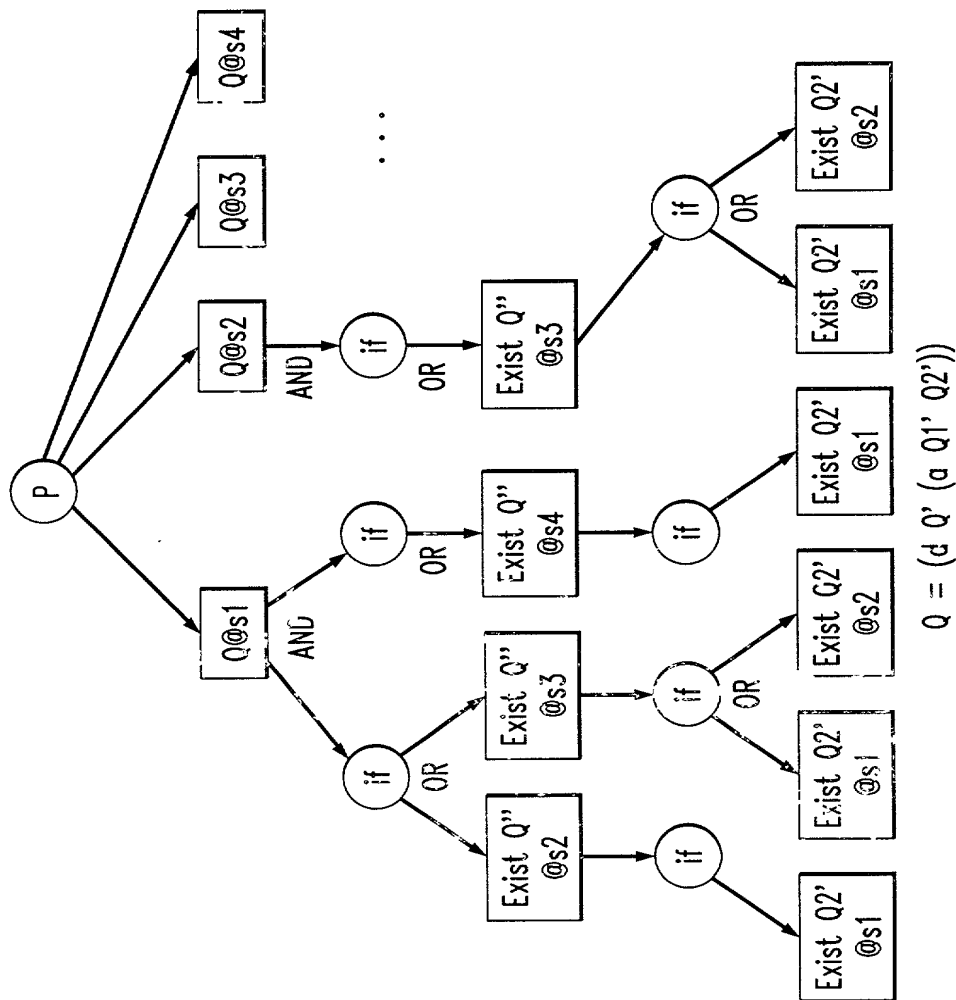 P
Q@s1 Q@s2 Q@s3 Q@s4
AND AND
if if if . . .
OR OR OR
Exist Q" Exist Q" Exist Q" Exist Q"
@s2 @s3 @s4 @s3
if if if if
OR OR
Exist Q2' Exist Q2' Exist Q2' Exist Q2' Exist Q2' Exist Q2'
@s1 @s1 @s2 @s1 @s1 @s2
Q = (d Q' (a Q1' Q2'))